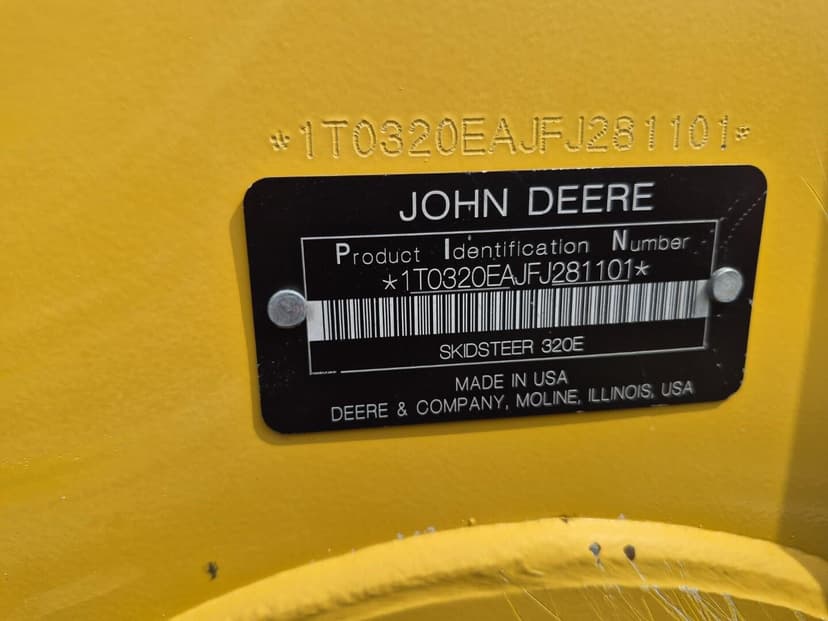 *1T0320EAJFJ281101*
JOHN DEERE
Product Identification Number
*1T0320EAJFJ281101*
SKIDSTEER 320E
MADE IN USA
DEERE & COMPANY, MOLINE, ILLINOIS, USA